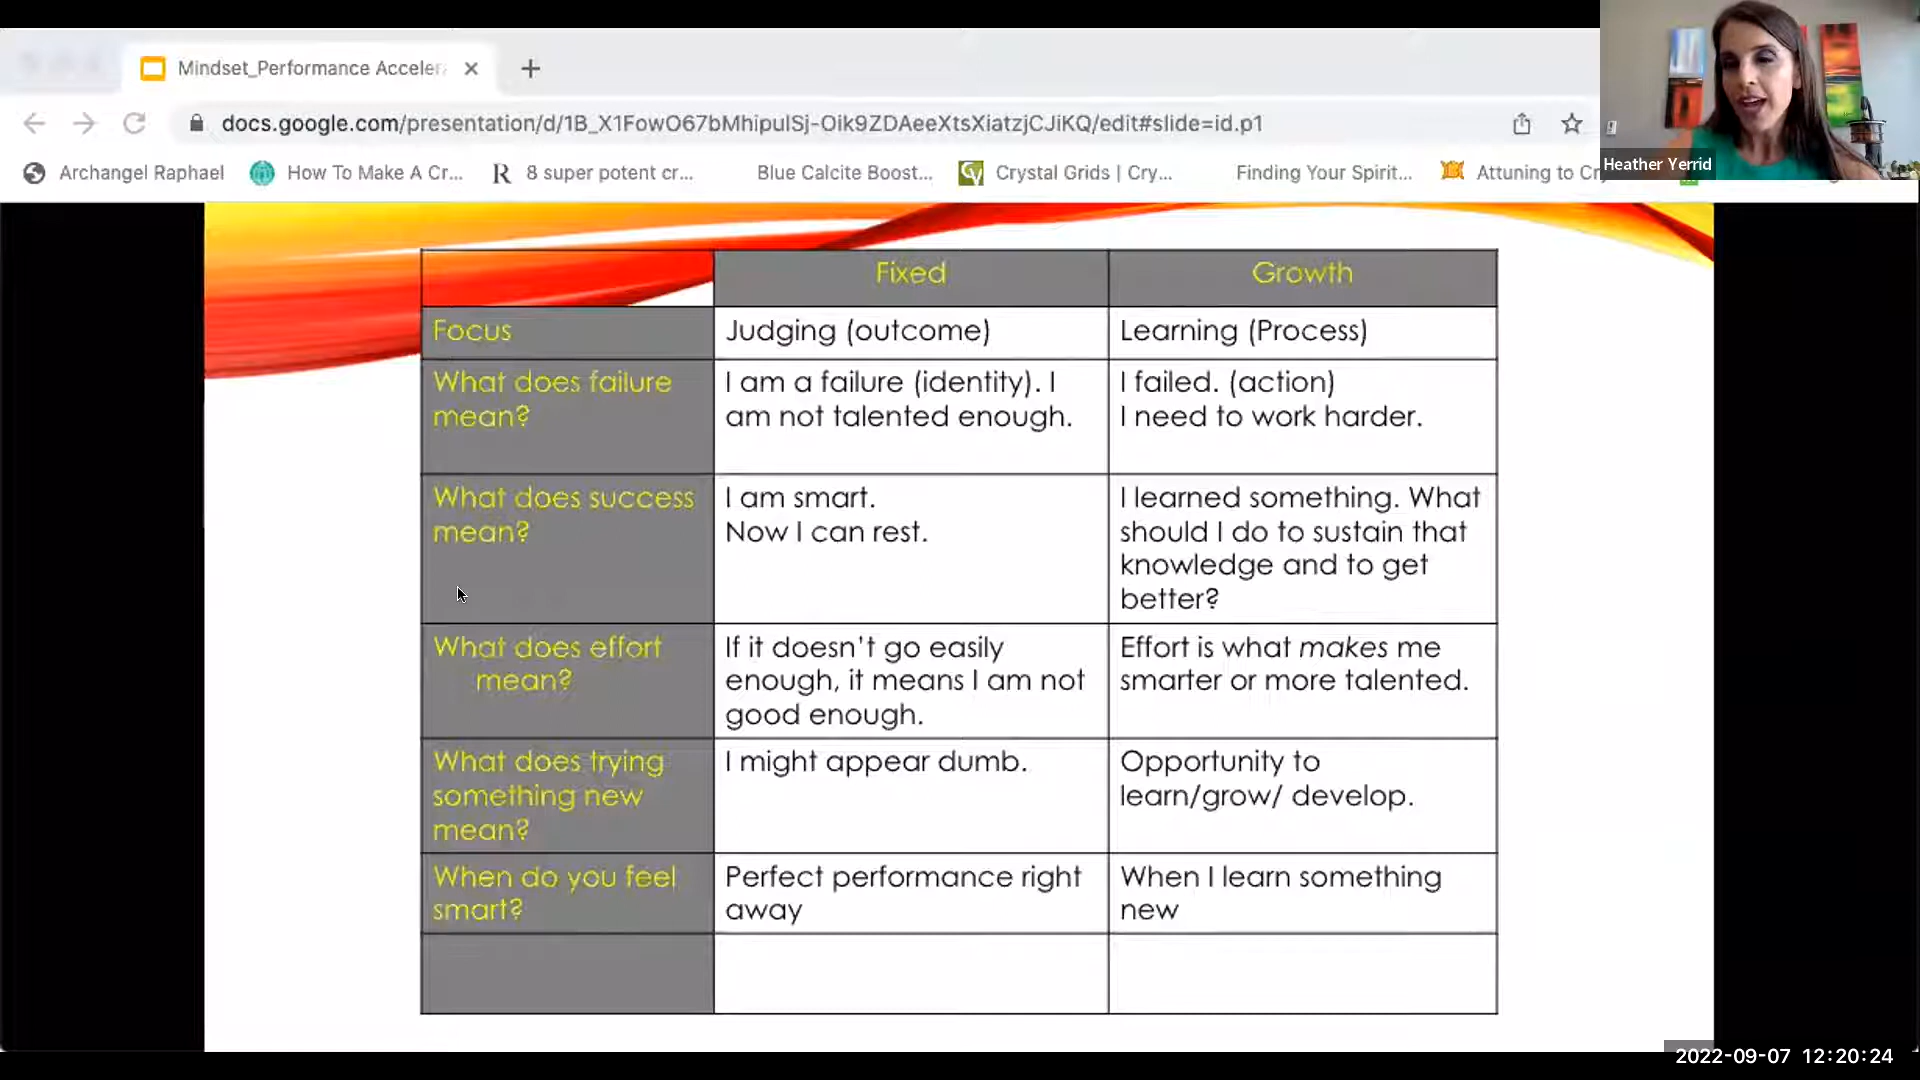 Mindset_Performance Acceler
docs.google.com/presentation/d/1B_X1FowO67bMhipulSj-Oik9ZDAeeXtsXiatzjCJiKQ/edit#slide=id.p1
Heather Yerrid
Archangel Raphael
How To Make A Cr...
8 super potent cr...
Blue Calcite Boost...
Crystal Grids | Cry...
Finding Your Spirit...
Attuning to
Fixed
Growth
Focus
Judging (outcome)
Learning (Process)
What does failure
mean?
I am a failure (identity). I
am not talented enough.
I failed. (action)
I need to work harder.
What does success
mean?
I am smart.
Now I can rest.
I learned something. What
should I do to sustain that
knowledge and to get
better?
What does effort
mean?
If it doesn't go easily
enough, it means I am not
good enough.
Effort is what makes me
smarter or more talented.
What does trying
something new
mean?
I might appear dumb.
Opportunity to
learn/grow/ develop.
When do you feel
smart?
Perfect performance right
away
When I learn something
new
2022-09-07 12:20:24